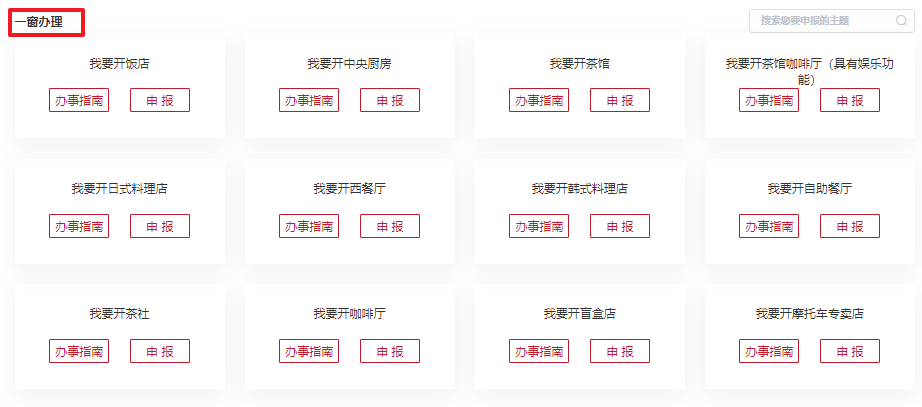 一窗办理
搜索您要申报的主题
我要开饭店
我要开中央厨房
我要开茶馆
我要开茶馆咖啡厅（具有娱乐功
能）
办事指南 申 报
办事指南 申 报
办事指南 申 报
办事指南 申 报
我要开日式料理店
我要开西餐厅
我要开韩式料理店
我要开自助餐厅
办事指南 申 报
办事指南 申 报
办事指南 申 报
办事指南 申 报
我要开茶社
我要开咖啡厅
我要开盲盒店
我要开摩托车专卖店
办事指南 申 报
办事指南 申 报
办事指南 申 报
办事指南 申 报